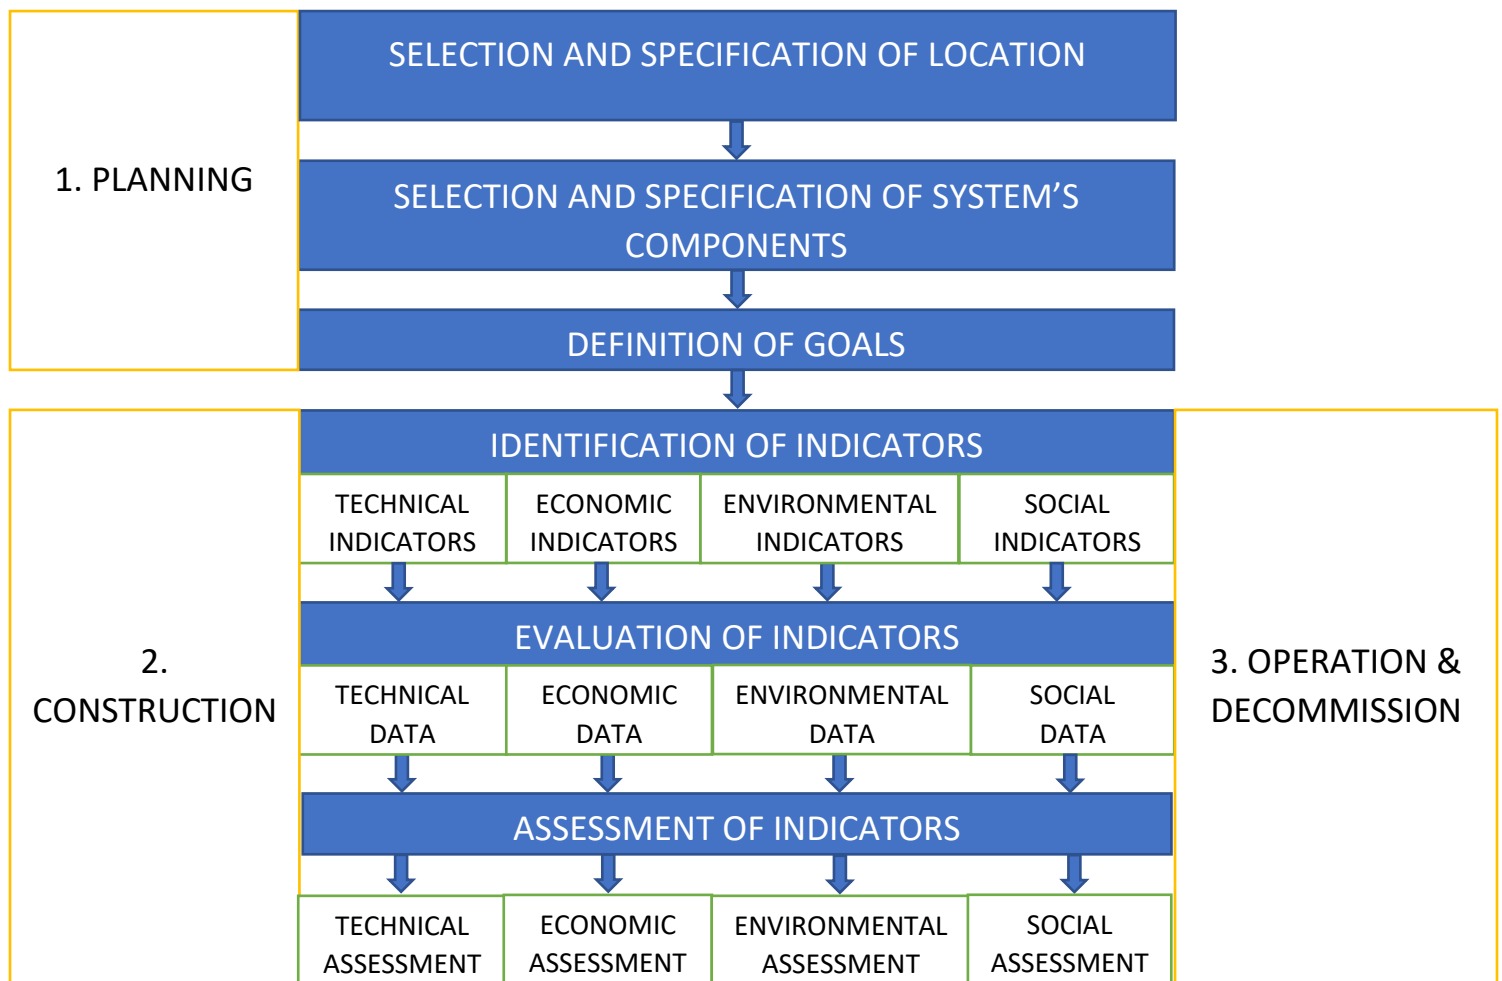 SELECTION AND SPECIFICATION OF LOCATION
1. PLANNING
SELECTION AND SPECIFICATION OF SYSTEM’S
COMPONENTS
DEFINITION OF GOALS
IDENTIFICATION OF INDICATORS
TECHNICAL
INDICATORS
ECONOMIC
INDICATORS
ENVIRONMENTAL
INDICATORS
SOCIAL
INDICATORS
EVALUATION OF INDICATORS
2.
CONSTRUCTION
TECHNICAL
DATA
ECONOMIC
DATA
ENVIRONMENTAL
DATA
SOCIAL
DATA
3. OPERATION &
DECOMMISSION
ASSESSMENT OF INDICATORS
TECHNICAL
ASSESSMENT
ECONOMIC
ASSESSMENT
ENVIRONMENTAL
ASSESSMENT
SOCIAL
ASSESSMENT